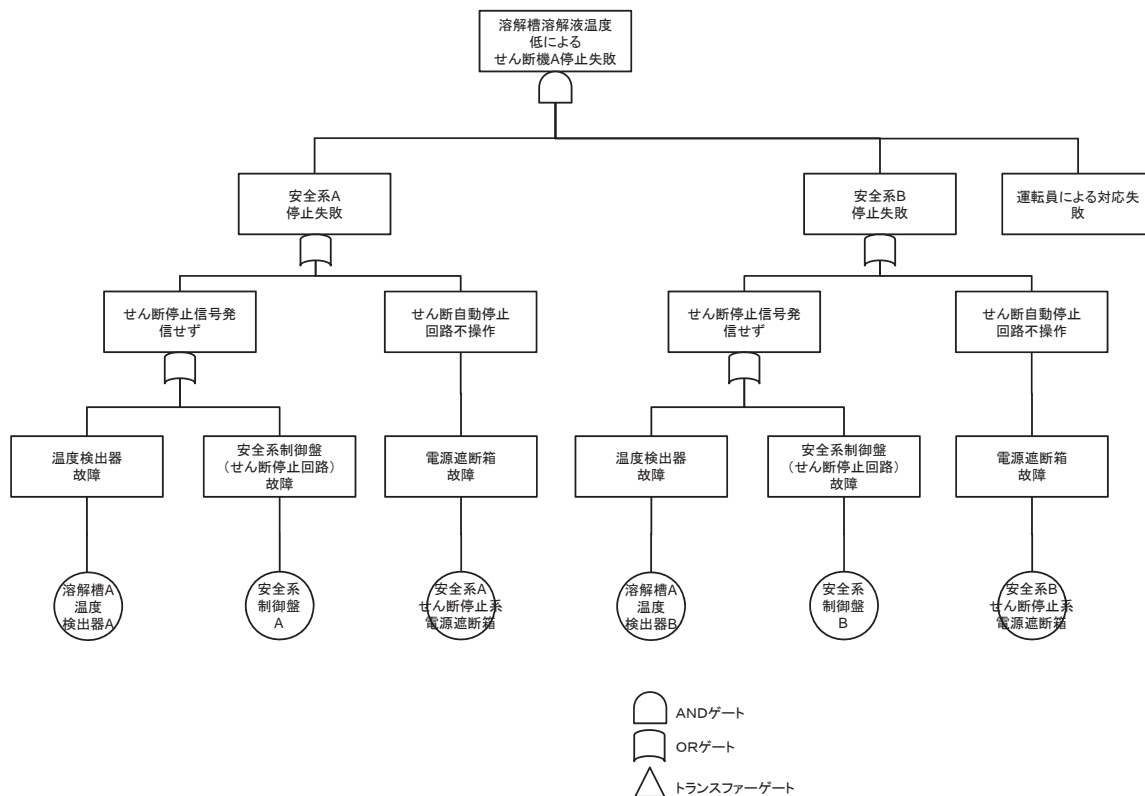 溶解槽溶解液温度
低による
せん断機A停止失敗
安全系A
停止失敗
安全系B
停止失敗
運転員による対応失
敗
せん断停止信号発
信せず
せん断自動停止
回路不操作
せん断停止信号発
信せず
せん断自動停止
回路不操作
温度検出器
故障
安全系制御盤
（せん断停止回路）
故障
電源遮断箱
故障
温度検出器
故障
安全系制御盤
（せん断停止回路）
故障
電源遮断箱
故障
溶解槽A
温度
検出器A
安全系
制御盤
A
安全系A
せん断停止系
電源遮断箱
溶解槽A
温度
検出器B
安全系
制御盤
B
安全系B
せん断停止系
電源遮断箱
ANDゲート
ORゲート
トランスファーゲート